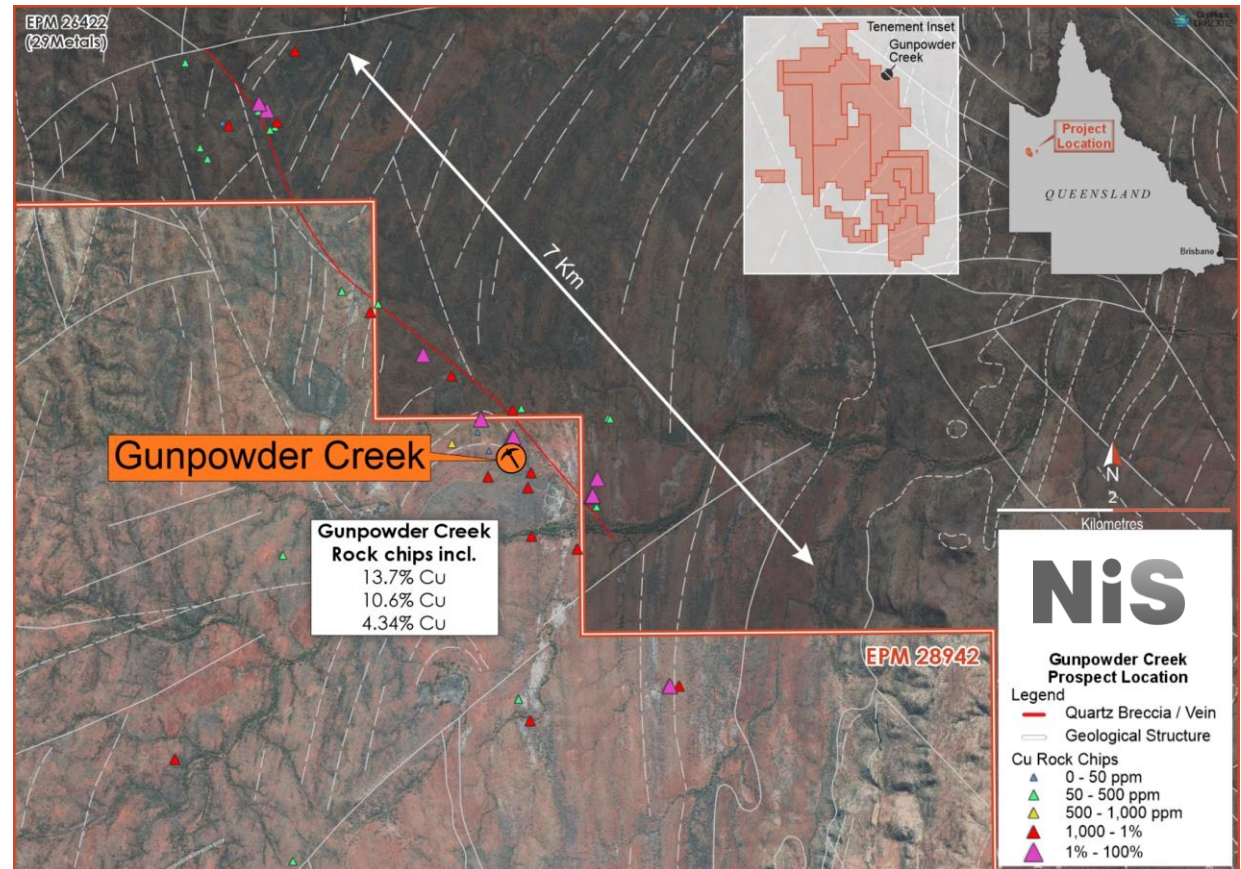 EPM 26422
(29Metals)
Tenement Inset
Gunpowder
Creek
Project
Location
QUEENSLAND
Brisbane
7 Km
Gunpowder Creek
Gunpowder Creek
Rock chips incl.
13.7% Cu
10.6% Cu
4.34% Cu
EPM 28942
N
2
Kilometres
NiS
Gunpowder Creek
Prospect Location
Legend
Quartz Breccia / Vein
Geological Structure
Cu Rock Chips
0 - 50 ppm
50 - 500 ppm
500 - 1,000 ppm
1,000 - 1%
1% - 100%